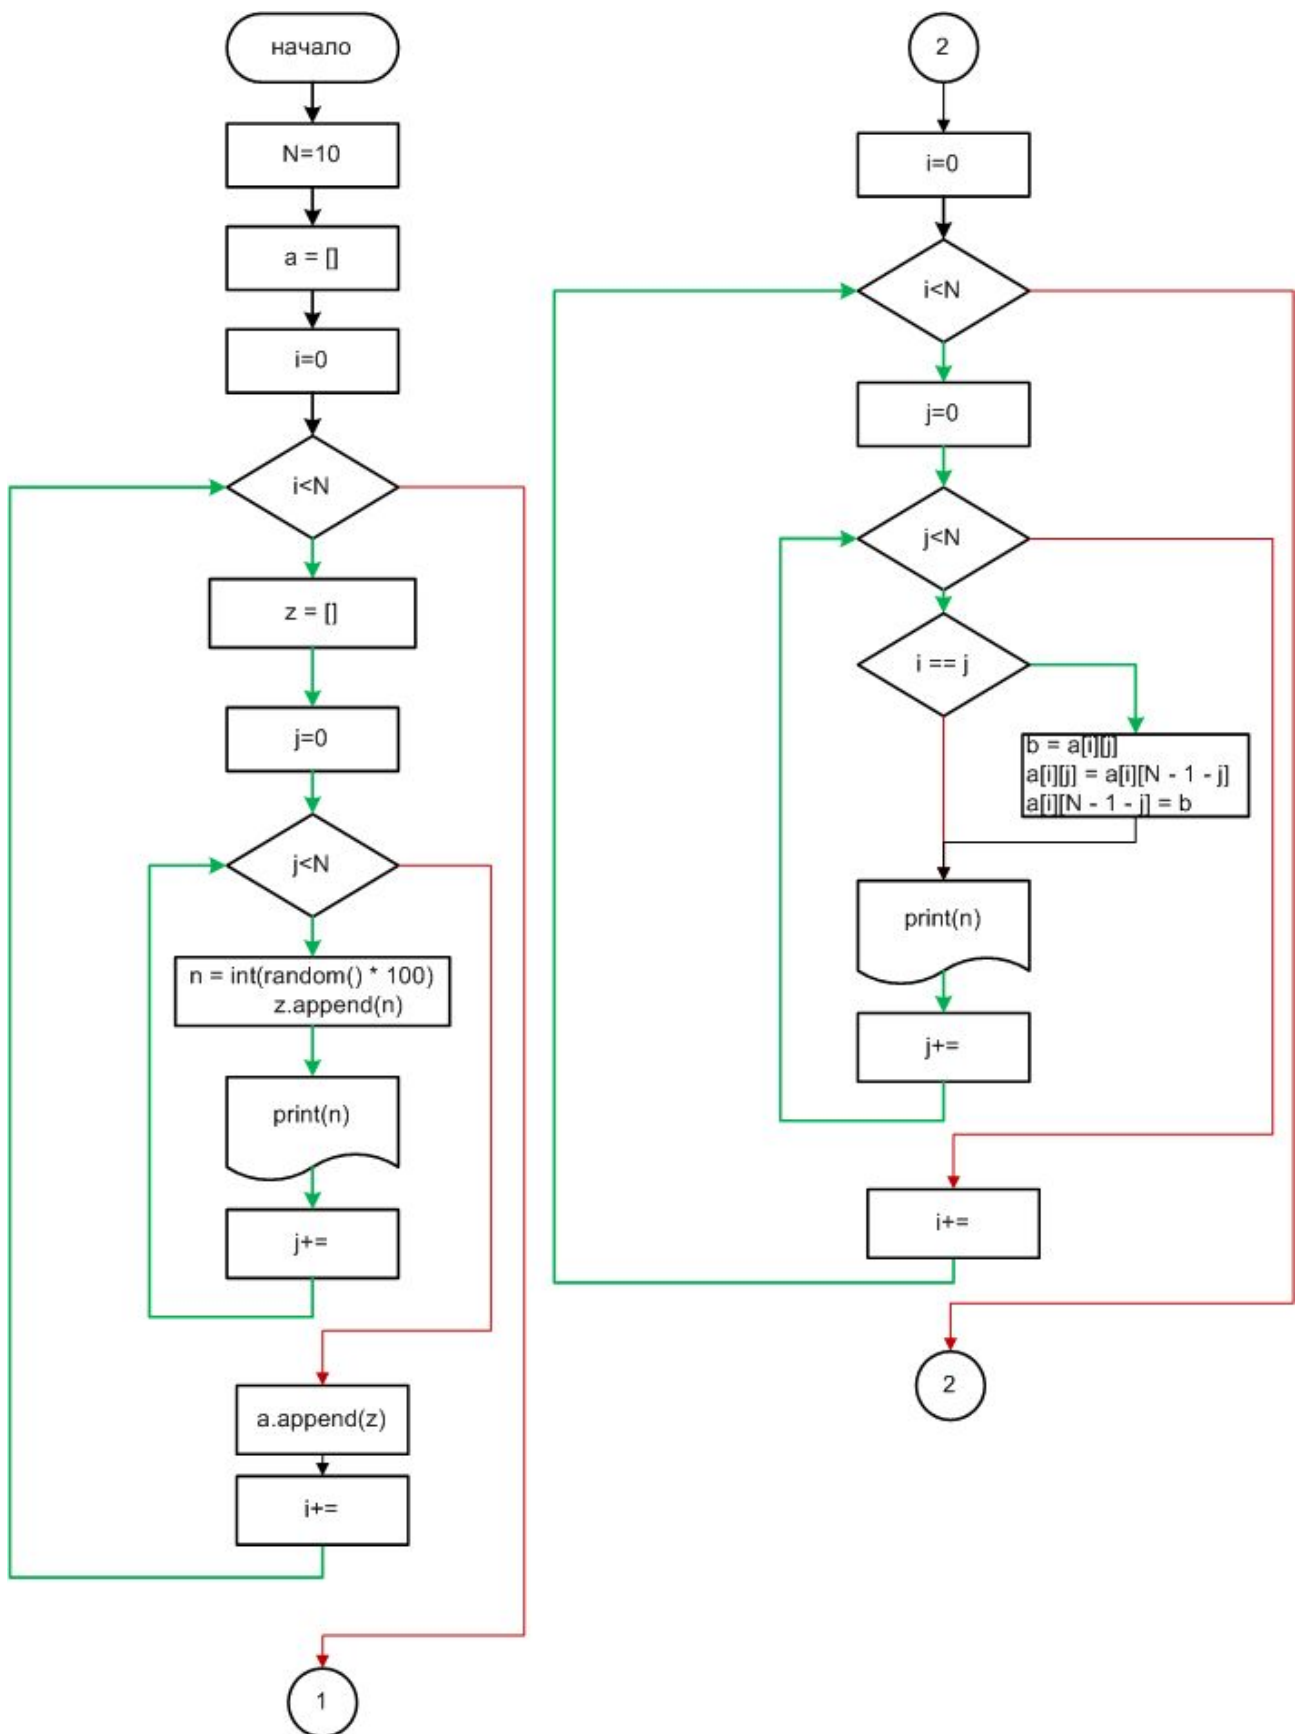 начало
N=10
a = []
i=0
i<N
z = []
j=0
j<N
n = int(random() * 100)
z.append(n)
print(n)
j+=
a.append(z)
i+=
1
2
i=0
i<N
j=0
j<N
i == j
b = a[i][j]
a[i][j] = a[i][N - 1 - j]
a[i][N - 1 - j] = b
print(n)
j+=
i+=
2